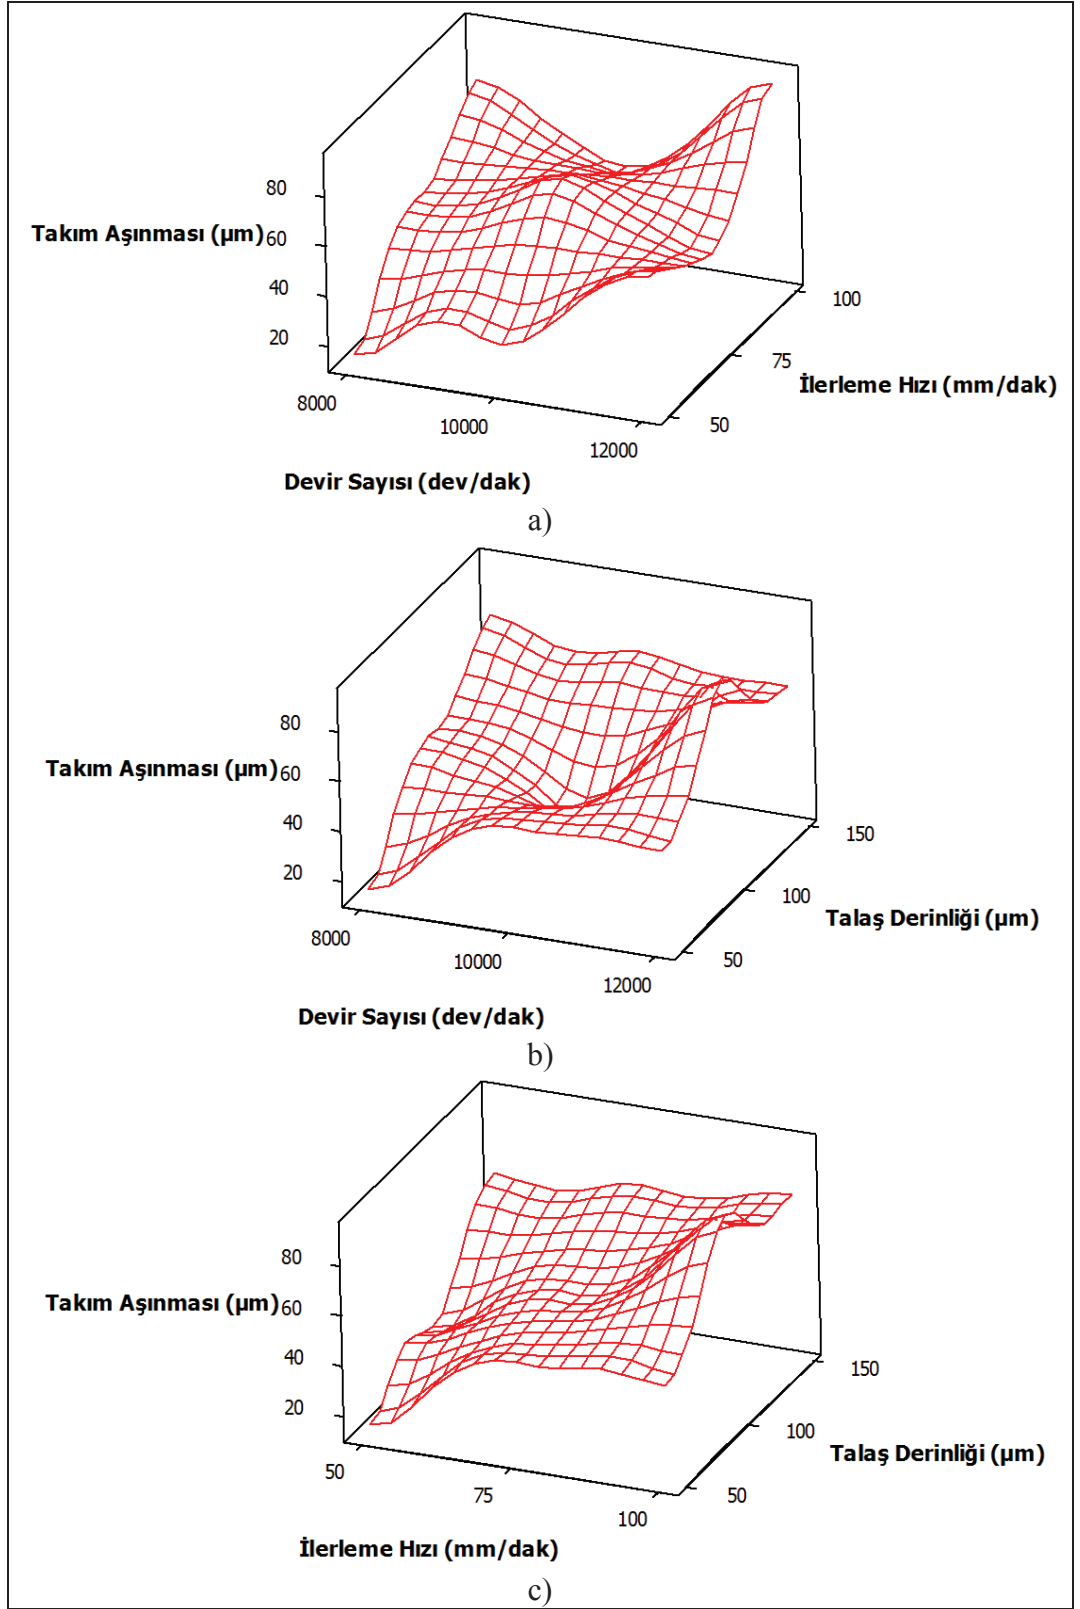 80
Takım Aşınması (µm) 60
40
20
100
75
İlerleme Hızı (mm/dak)
50
8000
10000
12000
Devir Sayısı (dev/dak)
a)
80
Takım Aşınması (µm) 60
40
20
150
100
Talaş Derinliği (µm)
50
8000
10000
12000
Devir Sayısı (dev/dak)
b)
80
Takım Aşınması (µm) 60
40
20
150
100
Talaş Derinliği (µm)
50
50
75
100
İlerleme Hızı (mm/dak)
c)